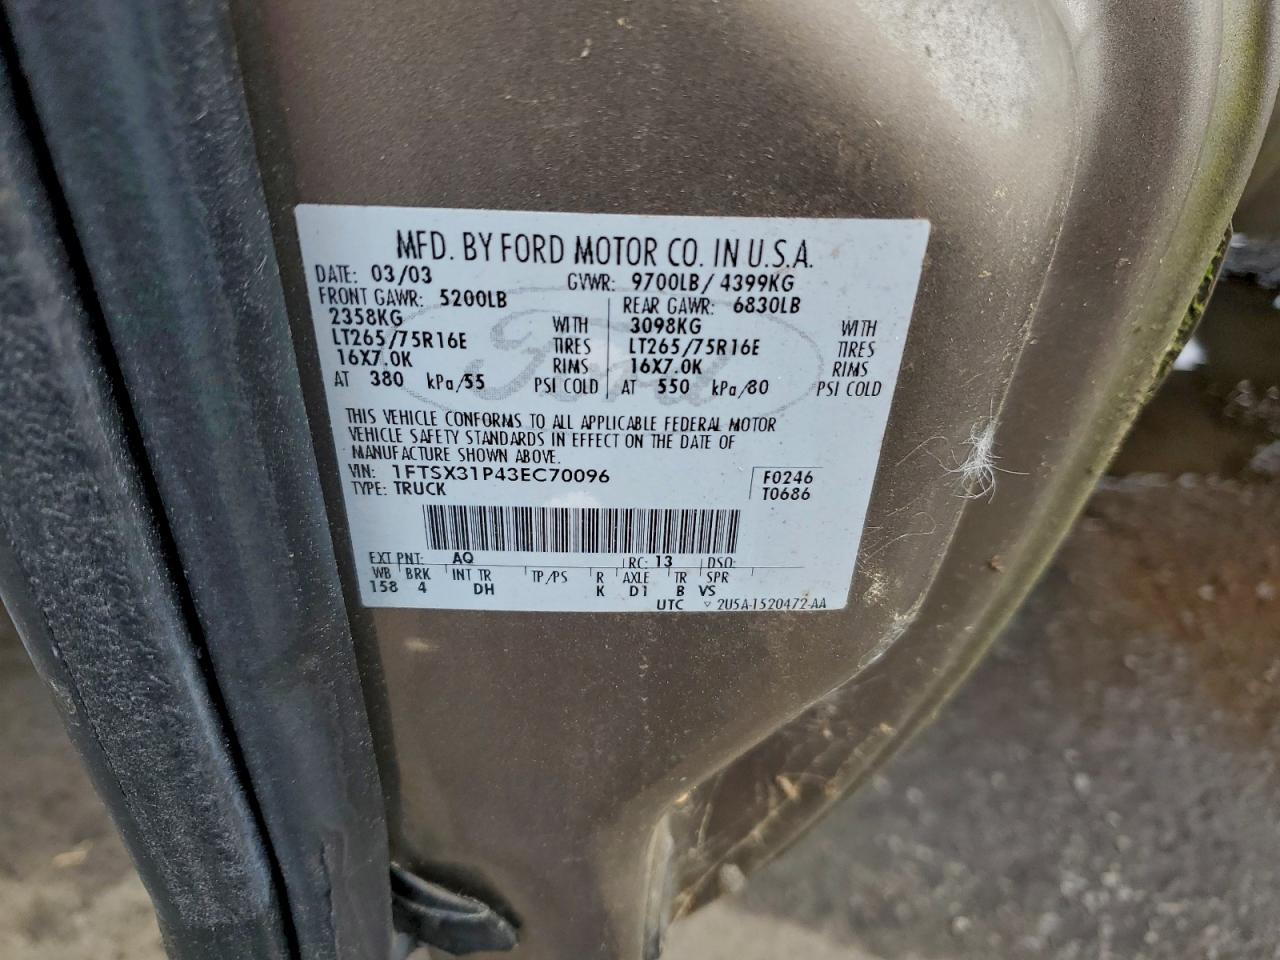 MFD. BY FORD MOTOR CO. IN U.S.A.
DATE: 03/03 GVWR: 9700LB / 4399KG
FRONT GAWR: 5200LB REAR GAWR: 6830LB
2358KG WITH 3098KG WITH
LT265/75R16E TIRES LT265/75R16E TIRES
16X7.0K RIMS 16X7.0K RIMS
AT 380 kPa/55 PSI COLD AT 550 kPa/80 PSI COLD
THIS VEHICLE CONFORMS TO ALL APPLICABLE FEDERAL MOTOR
VEHICLE SAFETY STANDARDS IN EFFECT ON THE DATE OF
MANUFACTURE SHOWN ABOVE.
VIN: 1FTSX31P43EC70096 F0246
TYPE: TRUCK T0686
EXT PNT: AQ RC: 13 DSO:
WB BRK INT TR TP/PS R AXLE TR SPR
158 4 DH K D1 B VS
UTC ▽ 2U5A-1520472-AA
Ford